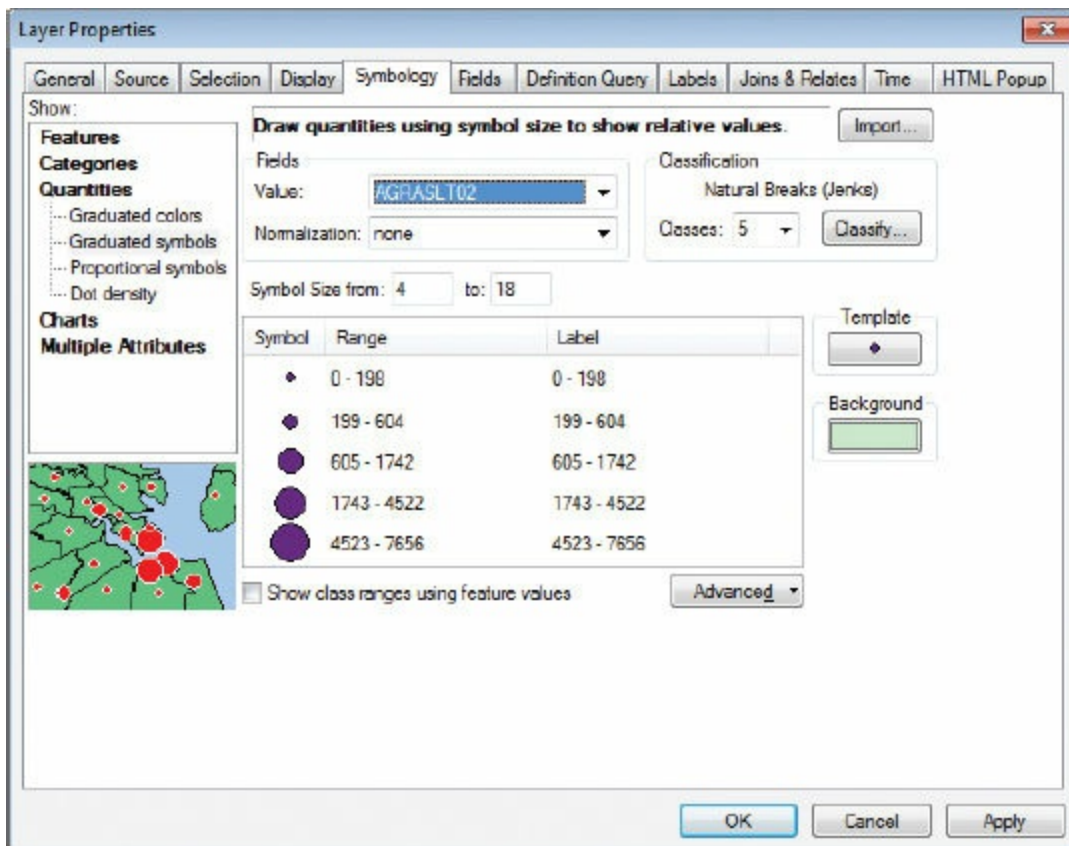 Layer Properties
General Source Selection Display Symbology Fields Definition Query Labels Joins & Relates Time HTML Popup
Show:
Features
Categories
Quantities
Graduated colors
Graduated symbols
Proportional symbols
Dot density
Charts
Multiple Attributes
Draw quantities using symbol size to show relative values.
Import...
Fields
Value: AGRASLT02
Normalization: none
Classification
Natural Breaks (Jenks)
Classes: 5 Classify...
Symbol Size from: 4 to: 18
Symbol Range Label
0 - 198 0 - 198
199 - 604 199 - 604
605 - 1742 605 - 1742
1743 - 4522 1743 - 4522
4523 - 7656 4523 - 7656
Template
Background
Show class ranges using feature values
Advanced
OK Cancel Apply